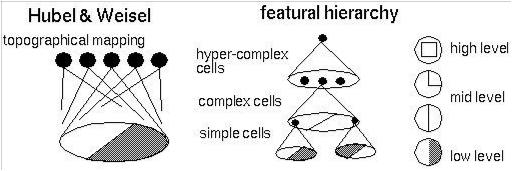 Hubel & Weisel
topographical mapping
featural hierarchy
hyper-complex
cells
complex cells
simple cells
high level
mid level
low level